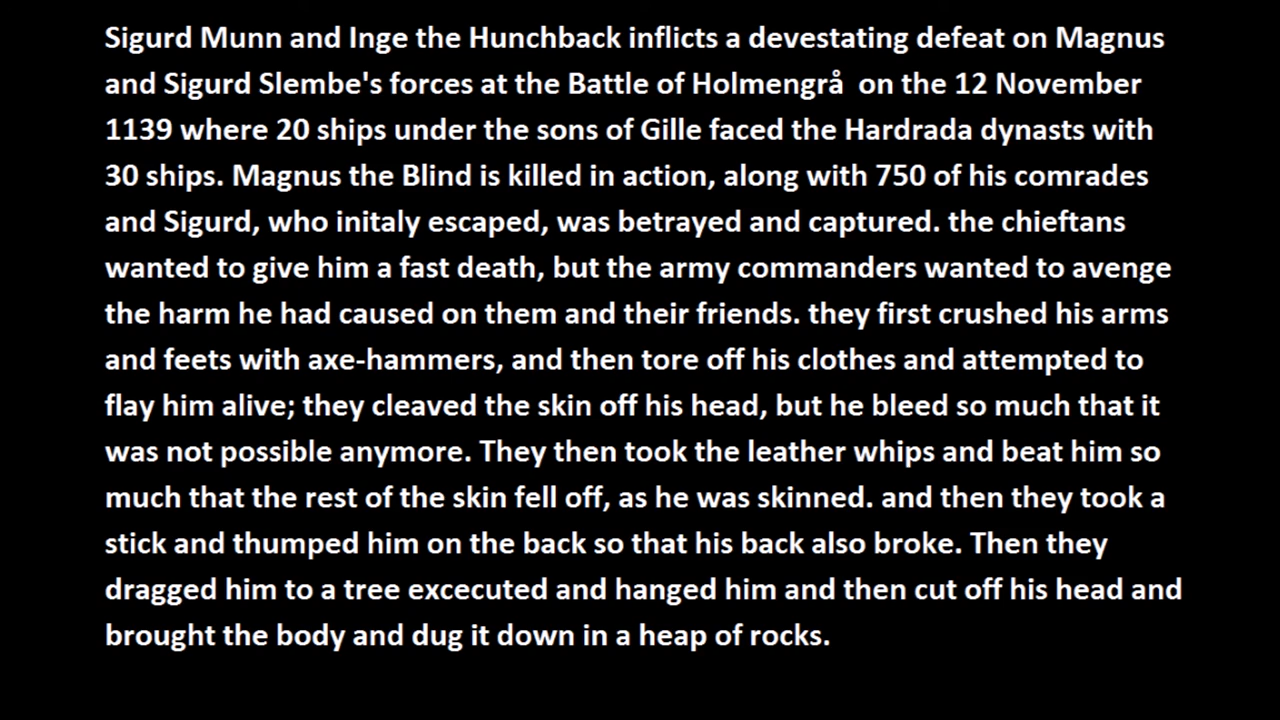 Sigurd Munn and Inge the Hunchback inflicts a devestating defeat on Magnus
and Sigurd Slembe's forces at the Battle of Holmengrå  on the 12 November
1139 where 20 ships under the sons of Gille faced the Hardrada dynasts with
30 ships. Magnus the Blind is killed in action, along with 750 of his comrades
and Sigurd, who initaly escaped, was betrayed and captured. the chieftans
wanted to give him a fast death, but the army commanders wanted to avenge
the harm he had caused on them and their friends. they first crushed his arms
and feets with axe-hammers, and then tore off his clothes and attempted to
flay him alive; they cleaved the skin off his head, but he bleed so much that it
was not possible anymore. They then took the leather whips and beat him so
much that the rest of the skin fell off, as he was skinned. and then they took a
stick and thumped him on the back so that his back also broke. Then they
dragged him to a tree excecuted and hanged him and then cut off his head and
brought the body and dug it down in a heap of rocks.